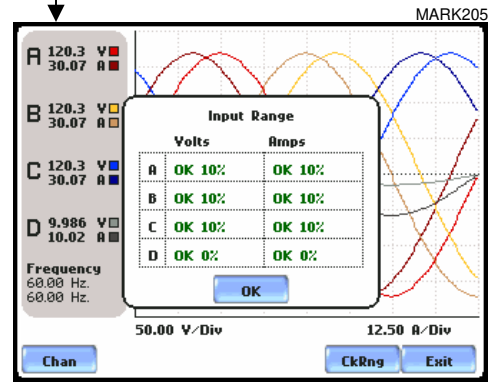 MARK205
A 120.3 V
30.07 A
B 120.3 V
30.07 A
C 120.3 V
30.07 A
D 9.986 V
10.02 A
Frequency
60.00 Hz.
60.00 Hz.
Input Range
Volts Amps
A OK 10% OK 10%
B OK 10% OK 10%
C OK 10% OK 10%
D OK 0% OK 0%
OK
50.00 V/Div 12.50 A/Div
Chan CkRng Exit